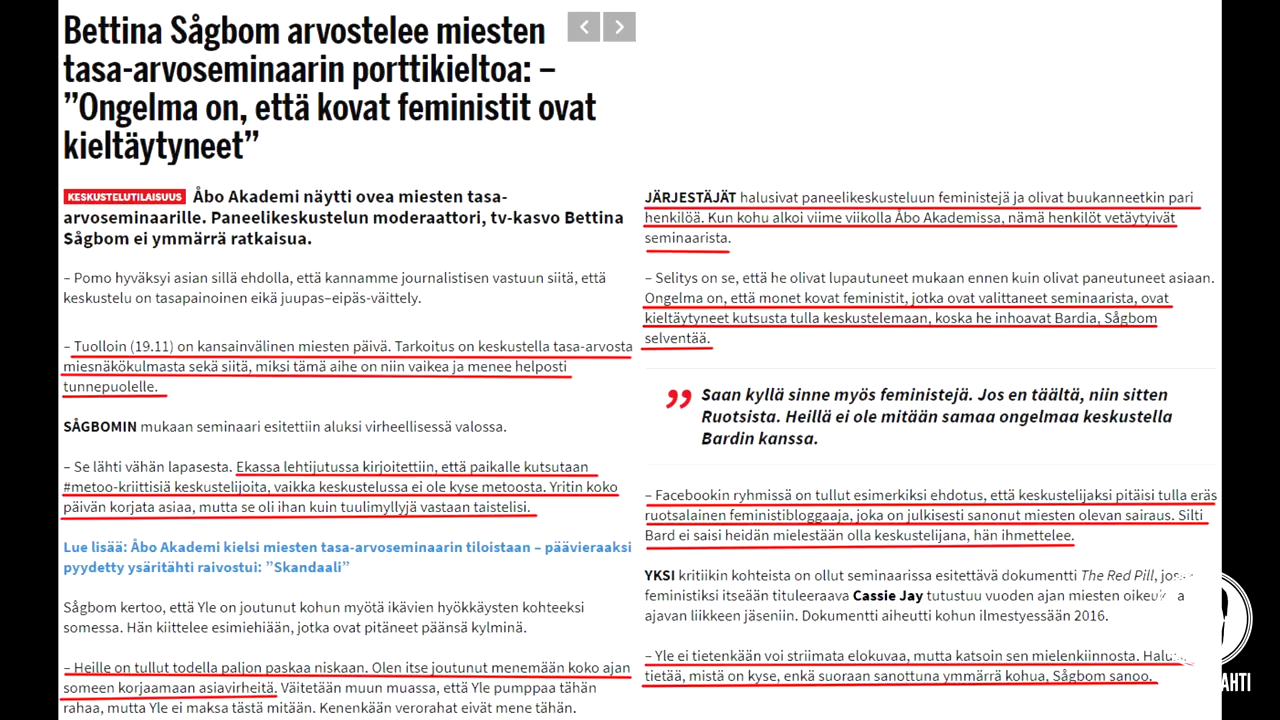 Bettina Sågbom arvostelee miesten
tasa-arvoseminaarin porttikieltoa: –
”Ongelma on, että kovat feministit ovat
kieltäytyneet”
KESKUSTELUTILAISUUS Åbo Akademi näytti ovea miesten tasa-
arvoseminaarille. Paneelikeskustelun moderaattori, tv-kasvo Bettina
Sågbom ei ymmärrä ratkaisua.
– Pomo hyväksyi asian sillä ehdolla, että kannamme journalistisen vastuun siitä, että
keskustelu on tasapainoinen eikä juupas–eipäs-väittely.
– Tuolloin (19.11) on kansainvälinen miesten päivä. Tarkoitus on keskustella tasa-arvosta
miesnäkökulmasta sekä siitä, miksi tämä aihe on niin vaikea ja menee helposti
tunnepuolelle.
SÅGBOMIN mukaan seminaari esitettiin aluksi virheellisessä valossa.
– Se lähti vähän lapasesta. Ekassa lehtijutussa kirjoitettiin, että paikalle kutsutaan
#metoo-kriittisiä keskustelijoita, vaikka keskustelussa ei ole kyse metoosta. Yritin koko
päivän korjata asiaa, mutta se oli ihan kuin tuulimyllyjä vastaan taistelisi.
Lue lisää: Åbo Akademi kielsi miesten tasa-arvoseminaarin tiloistaan – päävieraaksi
pyydetty ysäritähti raivostui: ”Skandaali”
Sågbom kertoo, että Yle on joutunut kohun myötä ikävien hyökkäysten kohteeksi
somessa. Hän kiittelee esimiehiään, jotka ovat pitäneet päänsä kylminä.
– Heille on tullut todella paljon paskaa niskaan. Olen itse joutunut menemään koko ajan
someen korjaamaan asiavirheitä. Väitetään muun muassa, että Yle pumppaa tähän
rahaa, mutta Yle ei maksa tästä mitään. Kenenkään verorahat eivät mene tähän.
JÄRJESTÄJÄT halusivat paneelikeskusteluun feministejä ja olivat buukanneetkin pari
henkilöä. Kun kohu alkoi viime viikolla Åbo Akademissa, nämä henkilöt vetäytyivät
seminaarista.
– Selitys on se, että he olivat lupautuneet mukaan ennen kuin olivat paneutuneet asiaan.
Ongelma on, että monet kovat feministit, jotka ovat valittaneet seminaarista, ovat
kieltäytyneet kutsusta tulla keskustelemaan, koska he inhoavat Bardia, Sågbom
selventää.
” Saan kyllä sinne myös feministejä. Jos en täältä, niin sitten
Ruotsista. Heillä ei ole mitään samaa ongelmaa keskustella
Bardin kanssa.
– Facebookin ryhmissä on tullut esimerkiksi ehdotus, että keskustelijaksi pitäisi tulla eräs
ruotsalainen feministibloggaaja, joka on julkisesti sanonut miesten olevan sairaus. Silti
Bard ei saisi heidän mielestään olla keskustelijana, hän ihmettelee.
YKSI kritiikin kohteista on ollut seminaarissa esitettävä dokumentti The Red Pill,
feministiksi itseään tituleeraava Cassie Jay tutustuu vuoden ajan miesten
ajavan liikkeen jäseniin. Dokumentti aiheutti kohun ilmestyessään 2016.
– Yle ei tietenkään voi striimata elokuvaa, mutta katsoin sen mielenkiinnosta.
tietää, mistä on kyse, enkä suoraan sanottuna ymmärrä kohua, Sågbom sanoo.